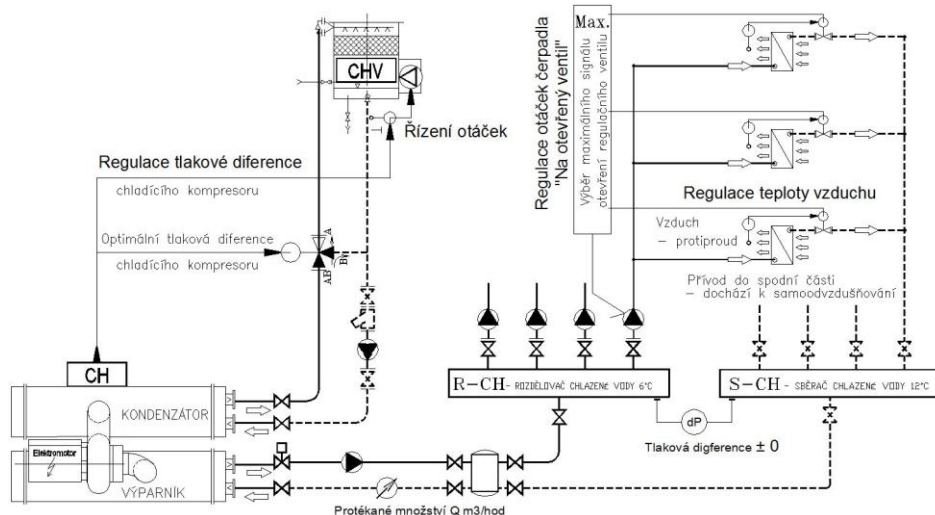 CHV
Řízení otáček
Regulace tlakové diference
chladícího kompresoru
Optimální tlaková diference
chladícího kompresoru
A
B
AB
CH
KONDENZÁTOR
Elektromotor
VÝPARNÍK
Protékané množství Q m3/hod
Regulace otáček čerpadla
"Na otevřený ventil"
Max.
Výběr maximálního signálu
otevření regulačního ventilu
Regulace teploty vzduchu
Vzduch
– protiproud
Přívod do spodní části
– dochází k samoodvzdušňování
R-CH- ROZDĚLOVAČ CHLAZENÉ VODY 6°C
S-CH - SBĚRAČ CHLAZENÉ VODY 12°C
dP
Tlaková digference ± 0